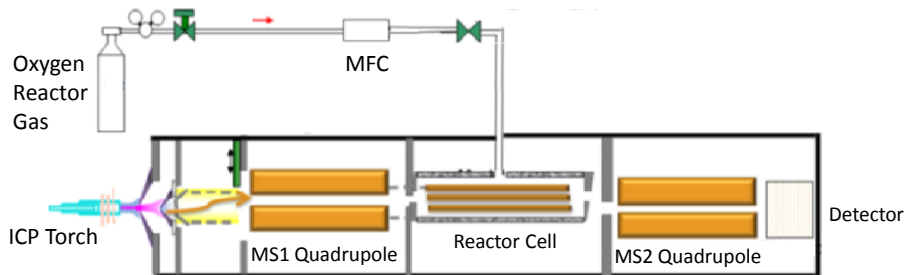 Oxygen
Reactor
Gas
MFC
ICP Torch
MS1 Quadrupole
Reactor Cell
MS2 Quadrupole
Detector